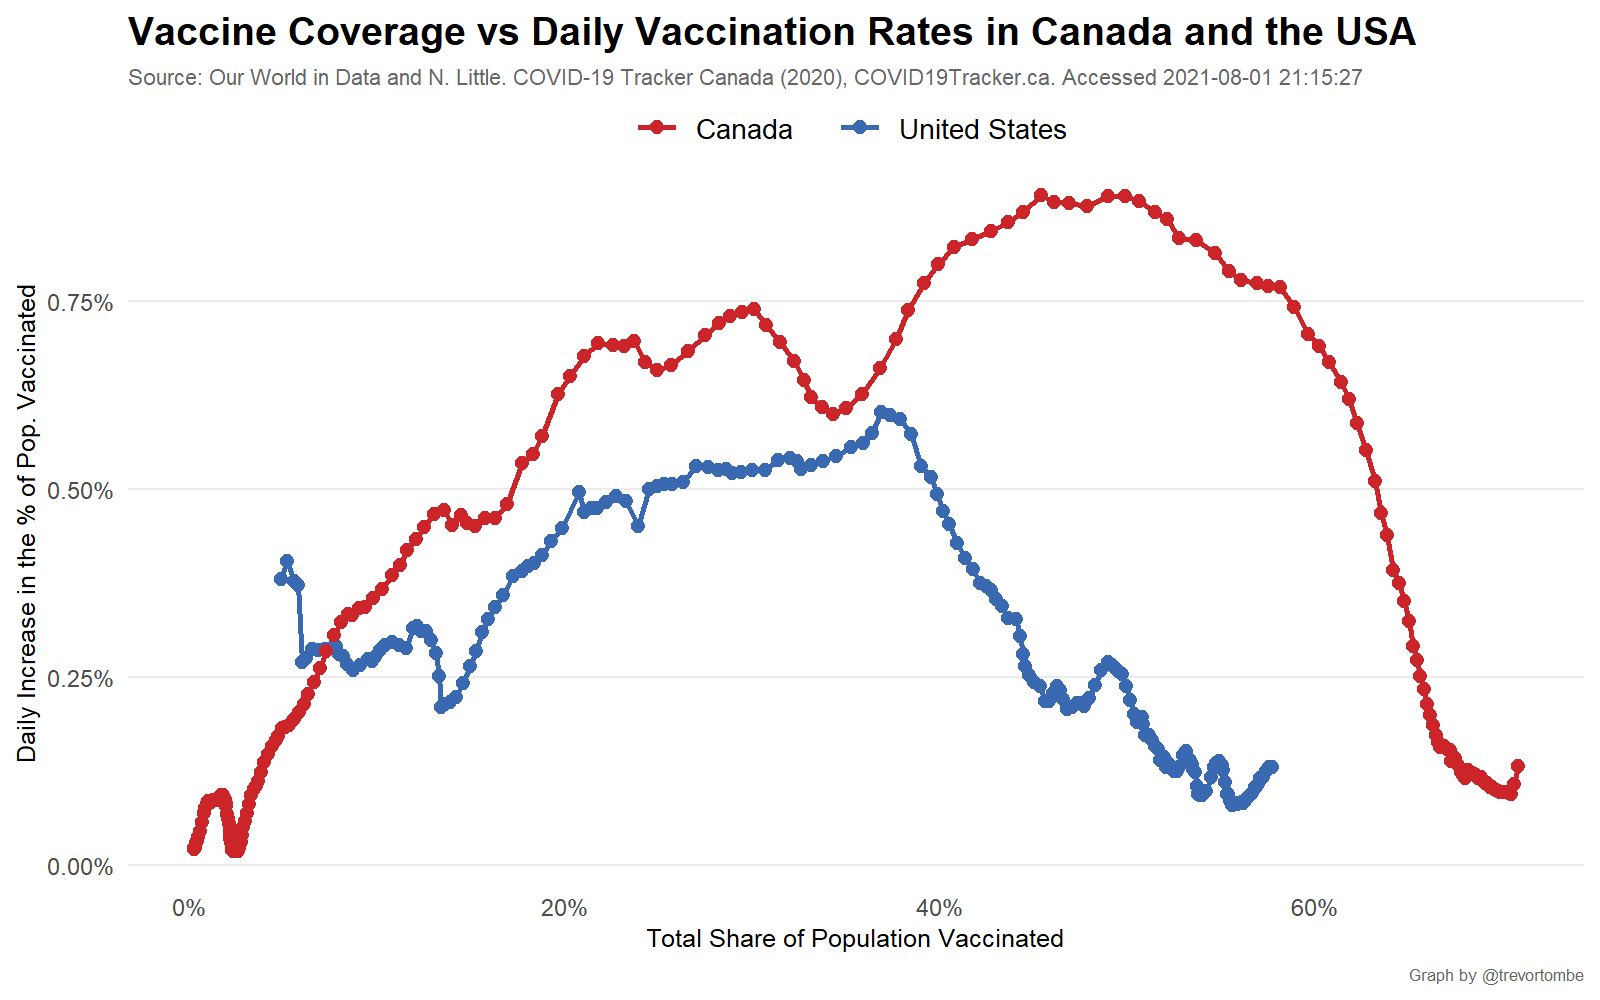 Vaccine Coverage vs Daily Vaccination Rates in Canada and the USA
Source: Our World in Data and N. Little. COVID-19 Tracker Canada (2020), COVID19Tracker.ca. Accessed 2021-08-01 21:15:27
Canada
United States
Daily Increase in the % of Pop. Vaccinated
0.75%
0.50%
0.25%
0.00%
0%
20%
40%
60%
Total Share of Population Vaccinated
Graph by @trevortombe